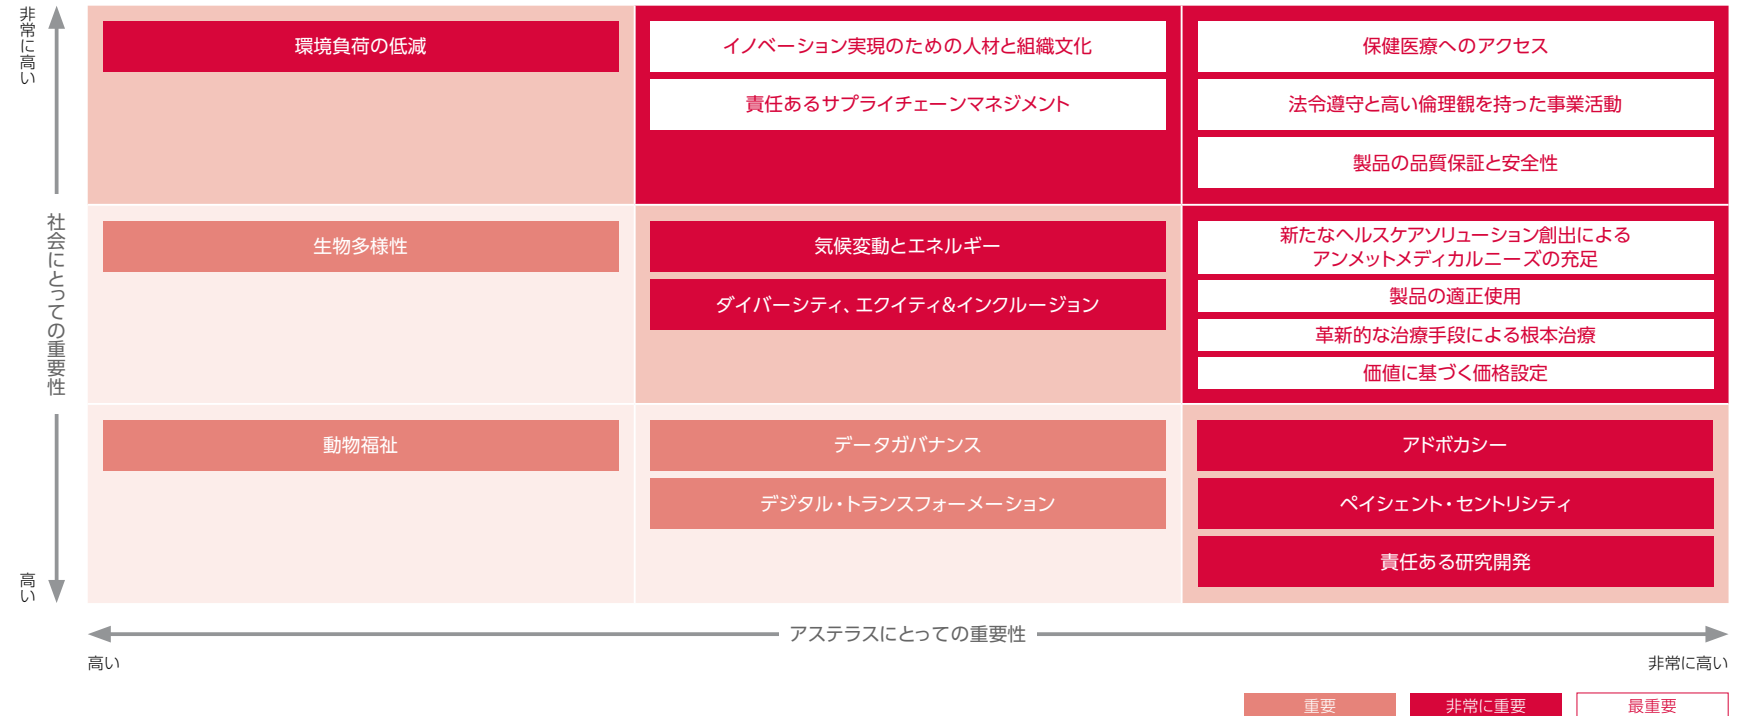 非常に高い
社会にとっての重要性
高い
環境負荷の低減
イノベーション実現のための人材と組織文化
責任あるサプライチェーンマネジメント
保健医療へのアクセス
法令遵守と高い倫理観を持った事業活動
製品の品質保証と安全性
生物多様性
気候変動とエネルギー
ダイバーシティ、エクイティ&インクルージョン
新たなヘルスケアソリューション創出による
アンメットメディカルニーズの充足
製品の適正使用
革新的な治療手段による根本治療
価値に基づく価格設定
動物福祉
データガバナンス
デジタル・トランスフォーメーション
アドボカシー
ペイシェント・セントリシティ
責任ある研究開発
アステラスにとっての重要性
高い
非常に高い
重要
非常に重要
最重要